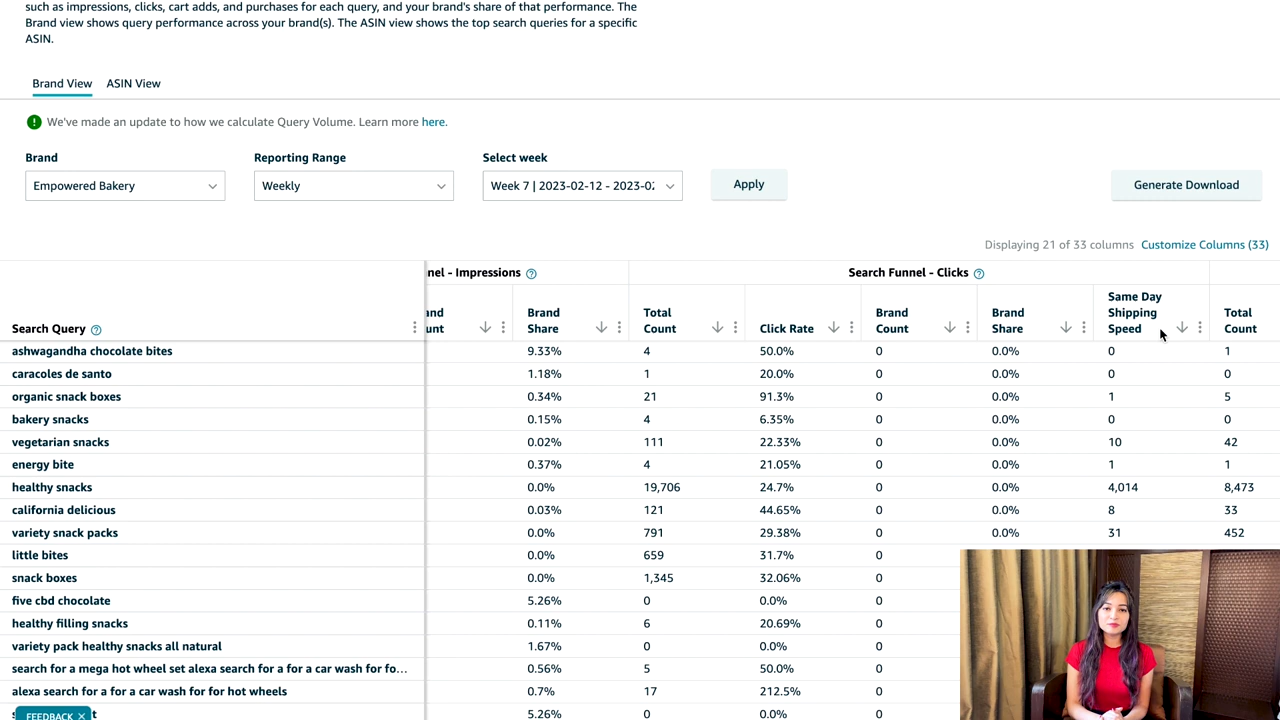 such as impressions, clicks, cart adds, and purchases for each query, and your brand's share of that performance. The
Brand view shows query performance across your brand(s). The ASIN view shows the top search queries for a specific
ASIN.
Brand View ASIN View
We've made an update to how we calculate Query Volume. Learn more here.
Brand Reporting Range Select week
Empowered Bakery Weekly Week 7 | 2023-02-12 - 2023-02 Apply Generate Download
Displaying 21 of 33 columns Customize Columns (33)
nel - Impressions Search Funnel - Clicks
Search Query Brand Share Total Count Click Rate Brand Count Brand Share Same Day Shipping Speed Total Count
ashwagandha chocolate bites 9.33% 4 50.0% 0 0.0% 0 1
caracoles de santo 1.18% 1 20.0% 0 0.0% 0 0
organic snack boxes 0.34% 21 91.3% 0 0.0% 1 5
bakery snacks 0.15% 4 6.35% 0 0.0% 0 0
vegetarian snacks 0.02% 111 22.33% 0 0.0% 10 42
energy bite 0.37% 4 21.05% 0 0.0% 1 1
healthy snacks 0.0% 19,706 24.7% 0 0.0% 4,014 8,473
california delicious 0.03% 121 44.65% 0 0.0% 8 33
variety snack packs 0.0% 791 29.38% 0 0.0% 31 452
little bites 0.0% 659 31.7% 0
snack boxes 0.0% 1,345 32.06% 0
five cbd chocolate 5.26% 0 0.0% 0
healthy filling snacks 0.11% 6 20.69% 0
variety pack healthy snacks all natural 1.67% 0 0.0% 0
search for a mega hot wheel set alexa search for a for a car wash for fo... 0.56% 5 50.0% 0
alexa search for a for a car wash for for hot wheels 0.7% 17 212.5% 0
5.26% 0 0.0% 0
FEEDBACK